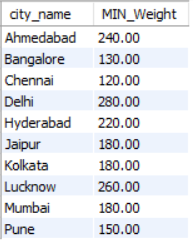 city_name MIN_Weight
Ahmedabad 240.00
Bangalore 130.00
Chennai 120.00
Delhi 280.00
Hyderabad 220.00
Jaipur 180.00
Kolkata 180.00
Lucknow 260.00
Mumbai 180.00
Pune 150.00